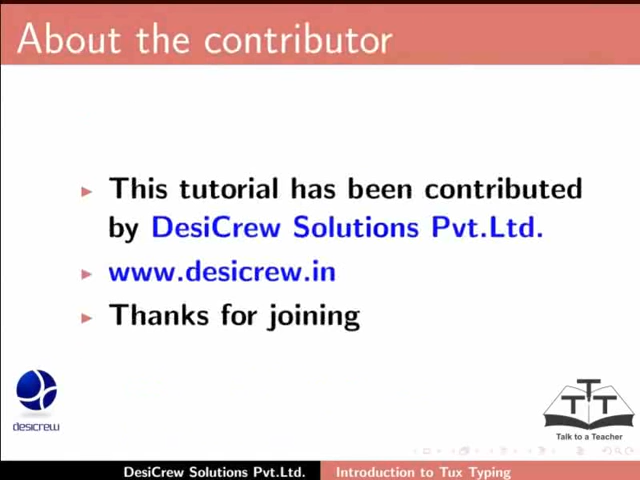 About the contributor
This tutorial has been contributed
by DesiCrew Solutions Pvt.Ltd.
www.desicrew.in
Thanks for joining
desicrew
T T T
Talk to a Teacher
DesiCrew Solutions Pvt.Ltd. Introduction to Tux Typing